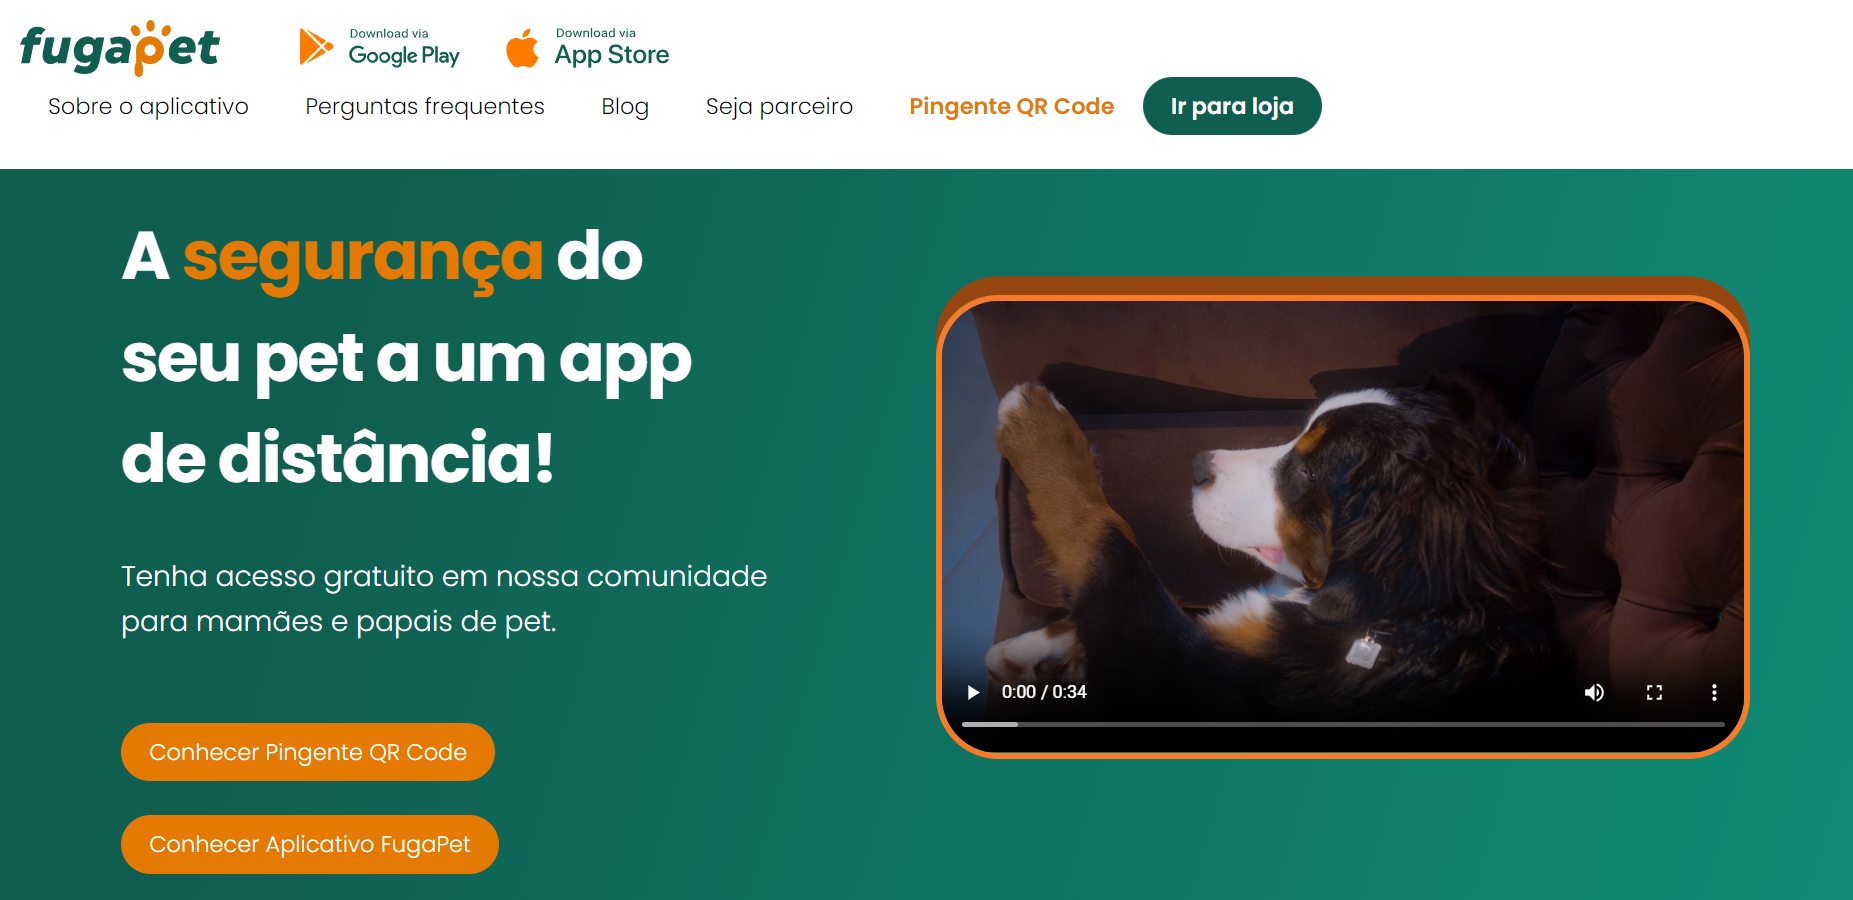 fugapet
Download via
Google Play
Download via
App Store
Sobre o aplicativo
Perguntas frequentes
Blog
Seja parceiro
Pingente QR Code
Ir para loja
A segurança do
seu pet a um app
de distância!
Tenha acesso gratuito em nossa comunidade
para mamães e papais de pet.
Conhecer Pingente QR Code
Conhecer Aplicativo FugaPet
0:00 / 0:34